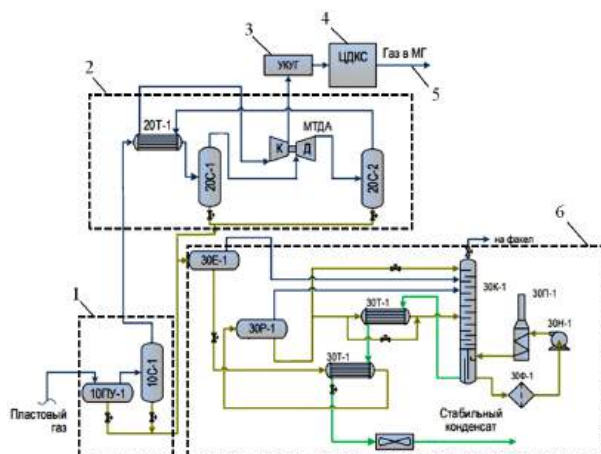 3
4
УКУГ
ЦДКС
Газ в МГ
5
2
20Т-1
К
МТДА
Д
20С-1
20С-2
6
30Е-1
на факел
30К-1
30П-1
30Н-1
30Т-1
30Р-1
30Т-1
30Ф-1
1
10С-1
10ПУ-1
Пластовый
газ
Стабильный
конденсат